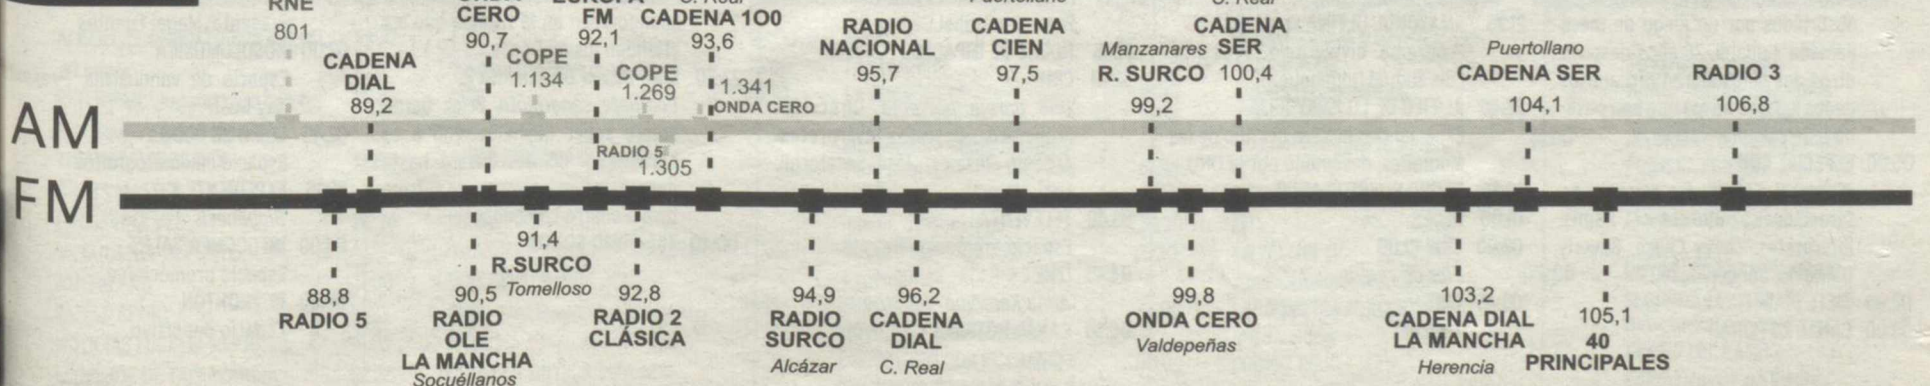 RNE
801
CADENA
DIAL
89,2
CERO
90,7
COPE
1.134
EUROPA
FM
92,1
COPE
1.269
C. Real
CADENA 100
93,6
1.341
ONDA CERO
RADIO 5
1.305
RADIO
NACIONAL
95,7
Puertollano
CADENA
CIEN
97,5
Manzanares
R. SURCO
99,2
C. Real
CADENA
SER
100,4
Puertollano
CADENA SER
104,1
RADIO 3
106,8
AM
FM
88,8
RADIO 5
90,5
RADIO
OLE
LA MANCHA
Socuéllanos
91,4
R.SURCO
Tomelloso
92,8
RADIO 2
CLÁSICA
94,9
RADIO
SURCO
Alcázar
96,2
CADENA
DIAL
C. Real
99,8
ONDA CERO
Valdepeñas
103,2
CADENA DIAL
LA MANCHA
Herencia
105,1
40
PRINCIPALES